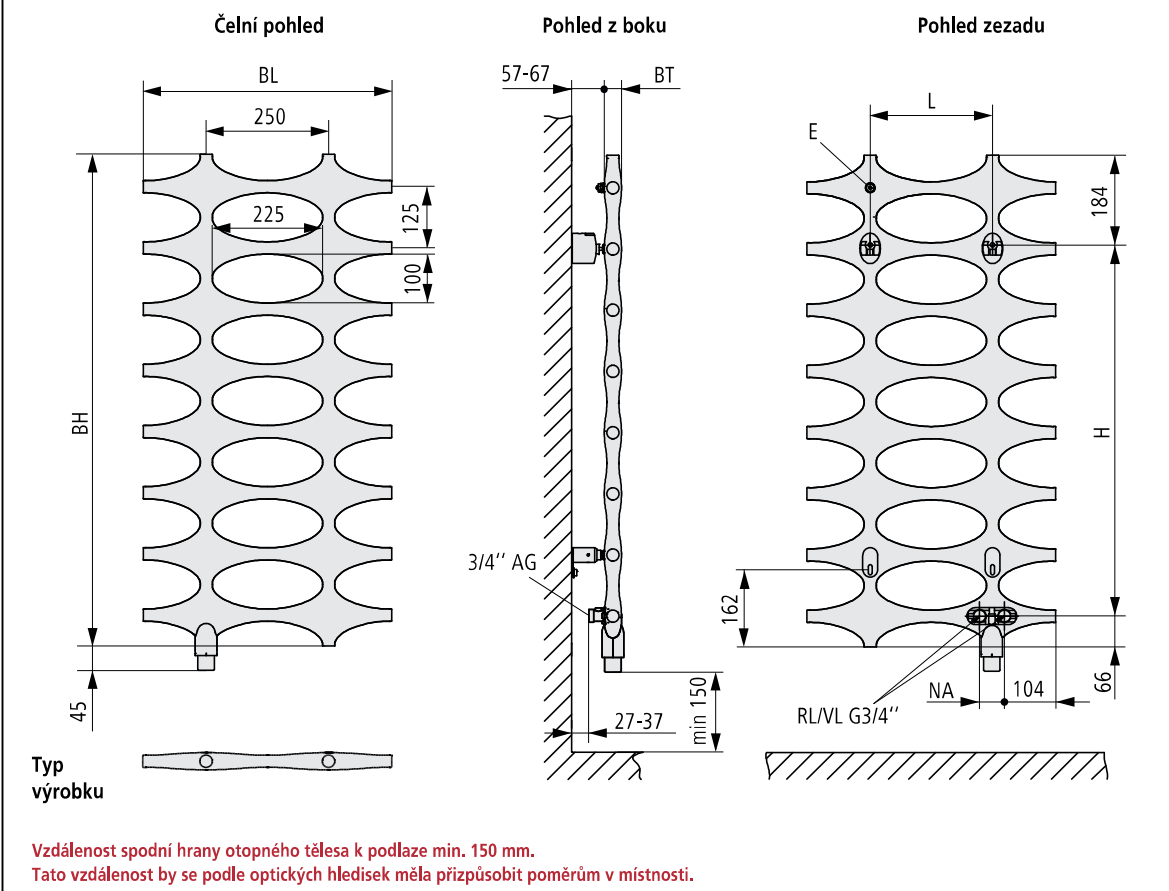 Čelní pohled
Pohled z boku
Pohled zezadu
BL
250
125
225
100
BH
45
57-67
BT
3/4'' AG
27-37
min 150
L
E
184
H
162
NA
104
66
RL/VL G3/4''
Typ
výrobku
Vzdálenost spodní hrany otopného tělesa k podlaze min. 150 mm.
Tato vzdálenost by se podle optických hledisek měla přizpůsobit poměrům v místnosti.